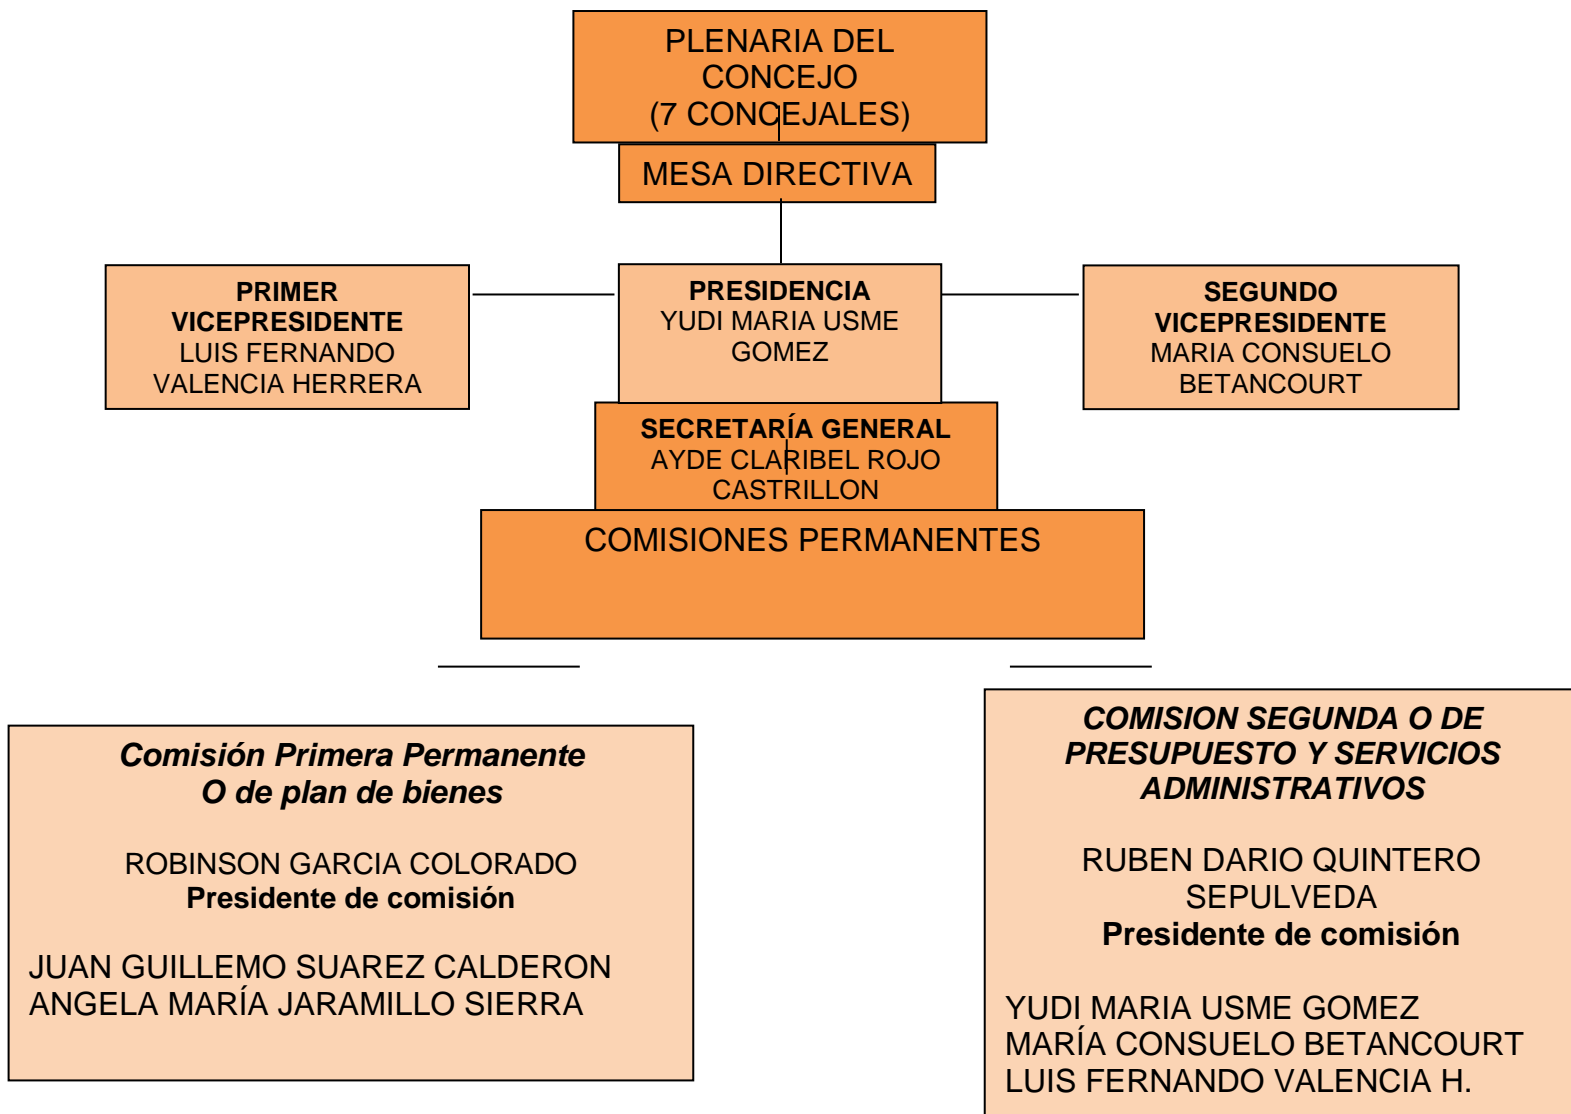 PLENARIA DEL
CONCEJO
(7 CONCEJALES)
MESA DIRECTIVA
PRIMER
VICEPRESIDENTE
LUIS FERNANDO
VALENCIA HERRERA
PRESIDENCIA
YUDI MARIA USME
GOMEZ
SEGUNDO
VICEPRESIDENTE
MARIA CONSUELO
BETANCOURT
SECRETARÍA GENERAL
AYDE CLARIBEL ROJO
CASTRILLON
COMISIONES PERMANENTES
Comisión Primera Permanente
O de plan de bienes
ROBINSON GARCIA COLORADO
Presidente de comisión
JUAN GUILLEMO SUAREZ CALDERON
ANGELA MARÍA JARAMILLO SIERRA
COMISION SEGUNDA O DE
PRESUPUESTO Y SERVICIOS
ADMINISTRATIVOS
RUBEN DARIO QUINTERO
SEPULVEDA
Presidente de comisión
YUDI MARIA USME GOMEZ
MARÍA CONSUELO BETANCOURT
LUIS FERNANDO VALENCIA H.